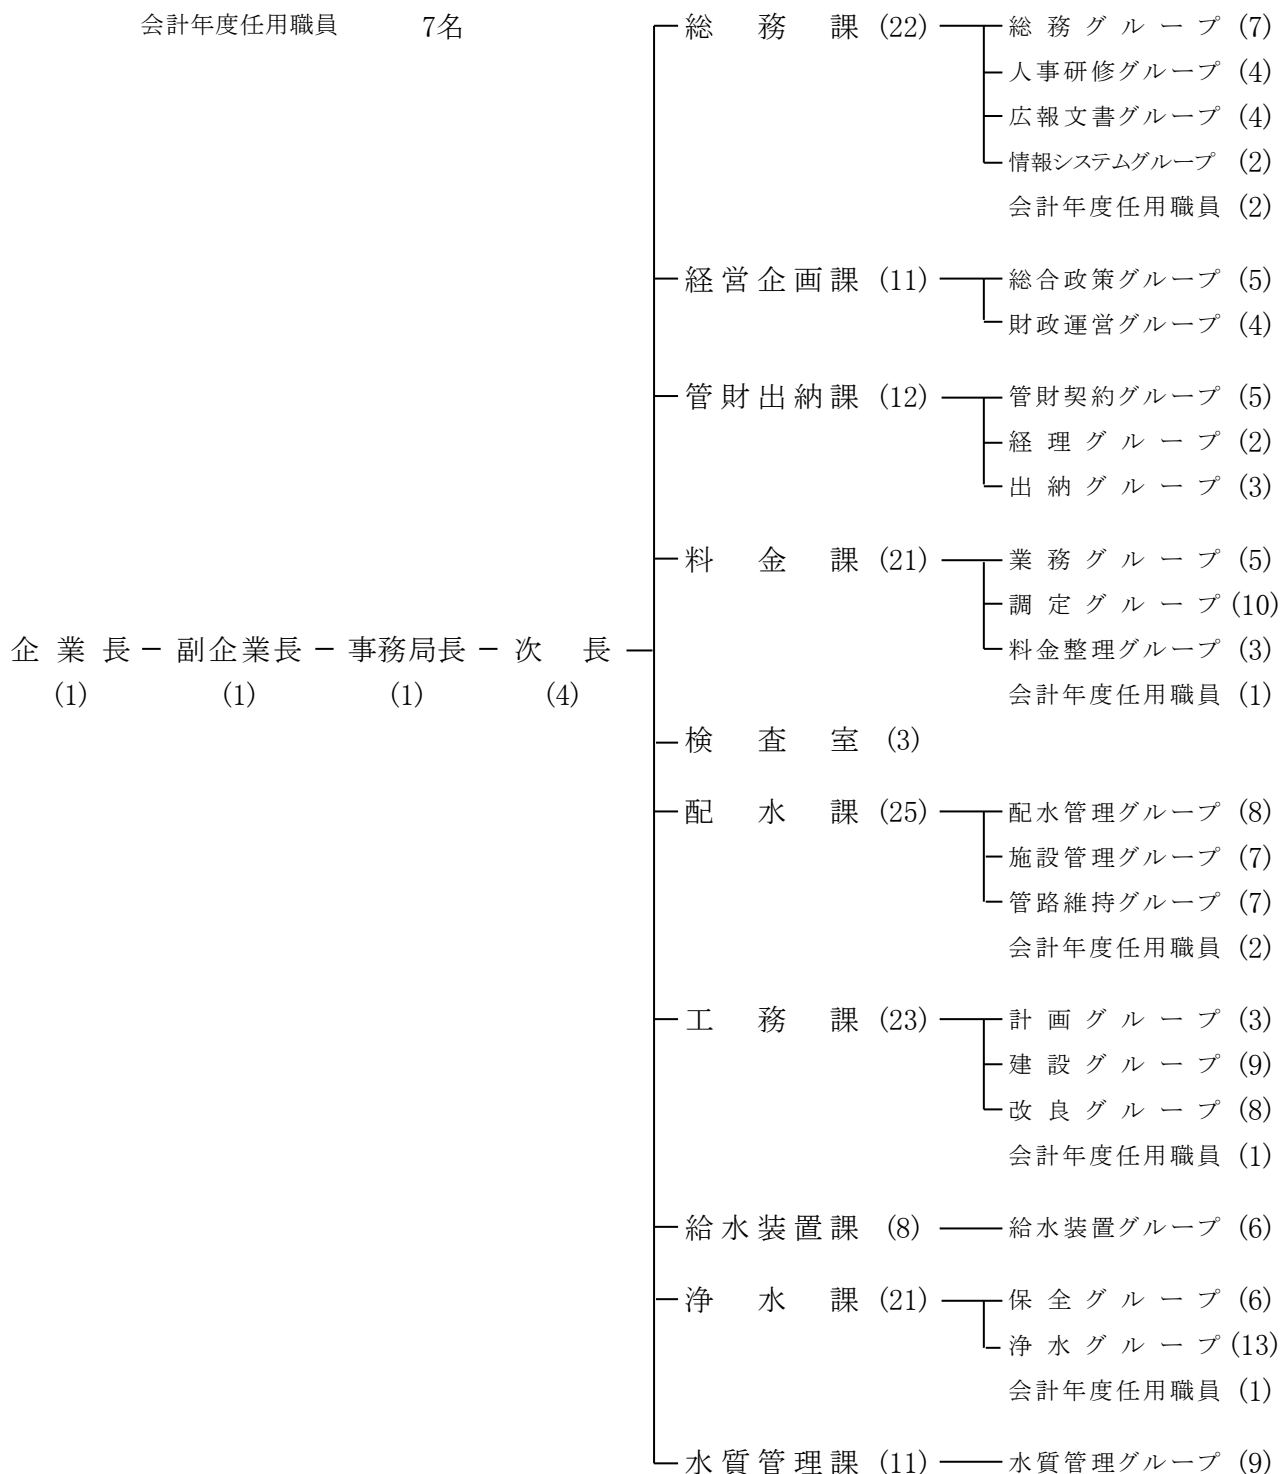 会計年度任用職員 7名
総務課 (22) 総務グループ (7)
人事研修グループ (4)
広報文書グループ (4)
情報システムグループ (2)
会計年度任用職員 (2)
経営企画課 (11) 総合政策グループ (5)
財政運営グループ (4)
管財出納課 (12) 管財契約グループ (5)
経理グループ (2)
出納グループ (3)
料金課 (21) 業務グループ (5)
調定グループ (10)
企業長 − 副企業長 − 事務局長 − 次長 料金整理グループ (3)
(1) (1) (1) (4) 会計年度任用職員 (1)
検査室 (3)
配水課 (25) 配水管理グループ (8)
施設管理グループ (7)
管路維持グループ (7)
会計年度任用職員 (2)
工務課 (23) 計画グループ (3)
建設グループ (9)
改良グループ (8)
会計年度任用職員 (1)
給水装置課 (8) 給水装置グループ (6)
浄水課 (21) 保全グループ (6)
浄水グループ (13)
会計年度任用職員 (1)
水質管理課 (11) 水質管理グループ (9)